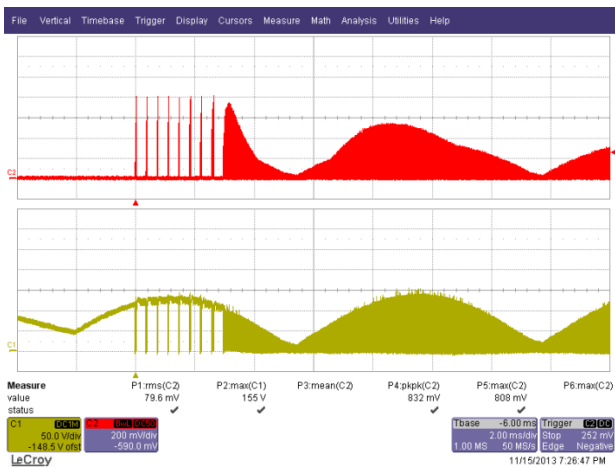 File Vertical Timebase Trigger Display Cursors Measure Math Analysis Utilities Help
C2
C1
Measure P1:rms(C2) P2:max(C1) P3:mean(C2) P4:pkpk(C2) P5:max(C2) P6:max(C2)
value 79.6 mV 155 V 832 mV 808 mV
status
C1 DC1M
50.0 V/div
-148.5 V ofst
C2 BwL DC50
200 mV/div
-590.0 mV
Tbase -6.00 ms
2.00 ms/div
1.00 MS 50 MS/s
Trigger C2 DC
Stop 252 mV
Edge Negative
LeCroy
11/15/2013 7:26:47 PM